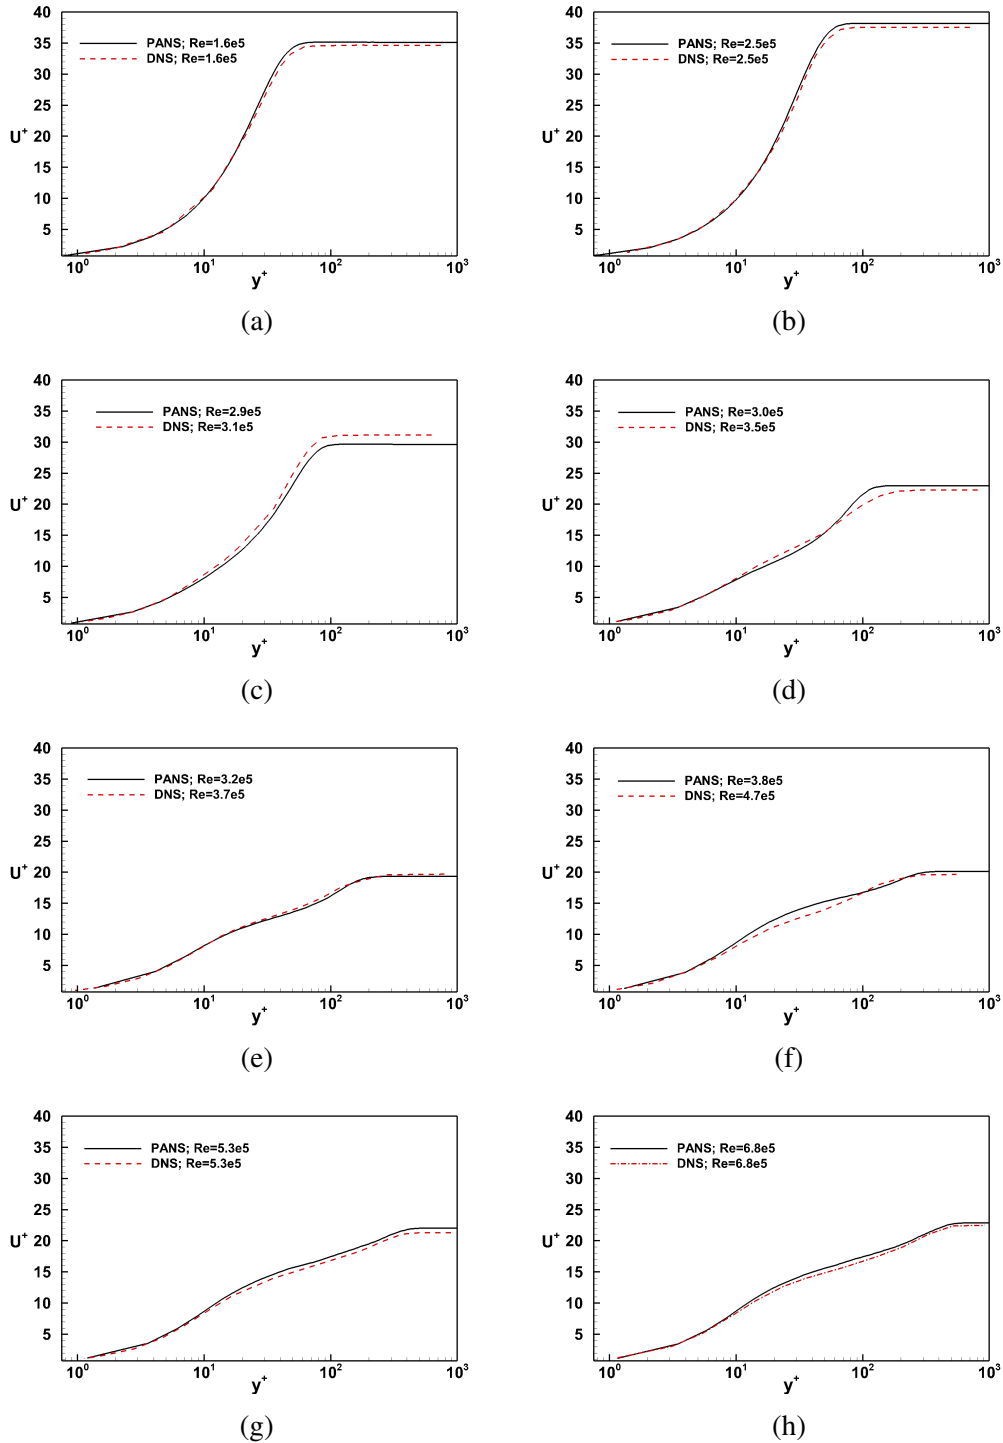 40
35
30
25
20
15
10
5
U+
PANS; Re=1.6e5
DNS; Re=1.6e5
10^0 10^1 10^2 10^3
y+
(a)
40
35
30
25
20
15
10
5
U+
PANS; Re=2.5e5
DNS; Re=2.5e5
10^0 10^1 10^2 10^3
y+
(b)
40
35
30
25
20
15
10
5
U+
PANS; Re=2.9e5
DNS; Re=3.1e5
10^0 10^1 10^2 10^3
y+
(c)
40
35
30
25
20
15
10
5
U+
PANS; Re=3.0e5
DNS; Re=3.5e5
10^0 10^1 10^2 10^3
y+
(d)
40
35
30
25
20
15
10
5
U+
PANS; Re=3.2e5
DNS; Re=3.7e5
10^0 10^1 10^2 10^3
y+
(e)
40
35
30
25
20
15
10
5
U+
PANS; Re=3.8e5
DNS; Re=4.7e5
10^0 10^1 10^2 10^3
y+
(f)
40
35
30
25
20
15
10
5
U+
PANS; Re=5.3e5
DNS; Re=5.3e5
10^0 10^1 10^2 10^3
y+
(g)
40
35
30
25
20
15
10
5
U+
PANS; Re=6.8e5
DNS; Re=6.8e5
10^0 10^1 10^2 10^3
y+
(h)